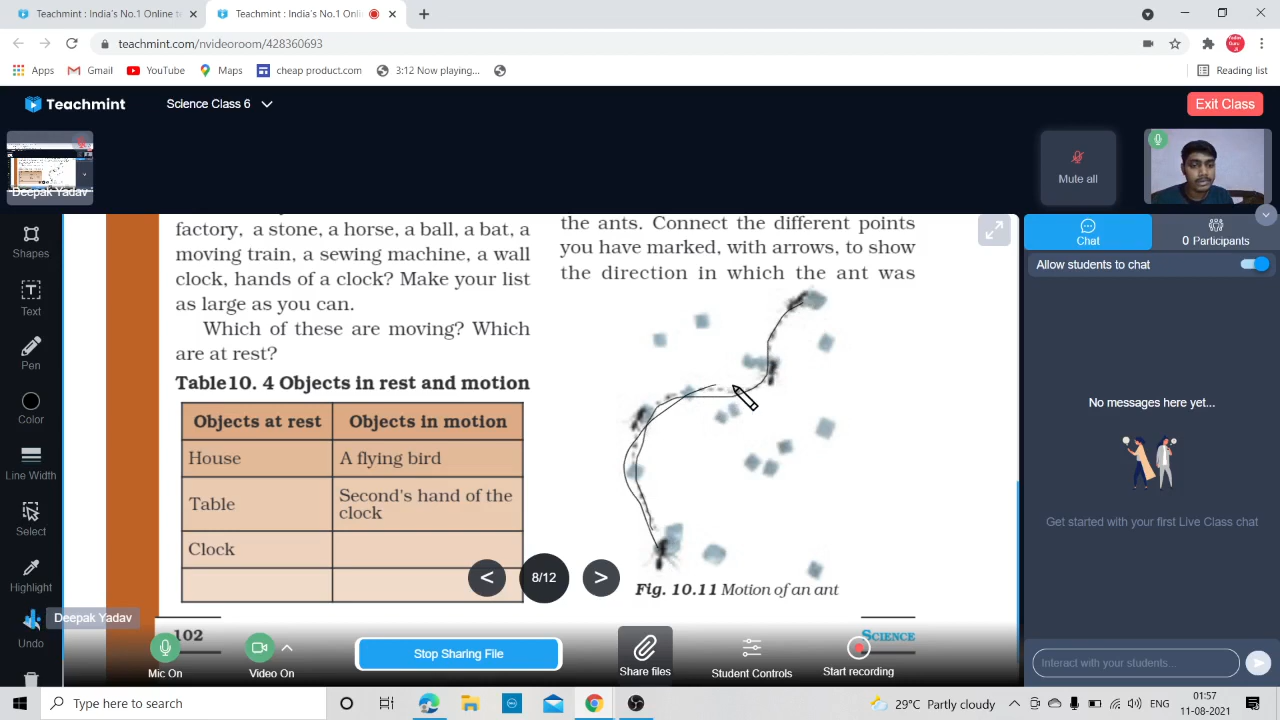 Teachmint : India's No.1 Online t
Teachmint : India's No.1 Onli
teachmint.com/nvideoroom/428360693
Apps
Gmail
YouTube
Maps
cheap product.com
3:12 Now playing...
Reading list
Teachmint
Science Class 6
Exit Class
Deepak Yadav
Mute all
Shapes
Text
Pen
Color
Line Width
Select
Highlight
Undo
Deepak Yadav
factory, a stone, a horse, a ball, a bat, a
moving train, a sewing machine, a wall
clock, hands of a clock? Make your list
as large as you can.
Which of these are moving? Which
are at rest?
Table10. 4 Objects in rest and motion
Objects at rest Objects in motion
House A flying bird
Table Second's hand of the
clock
Clock
102
the ants. Connect the different points
you have marked, with arrows, to show
the direction in which the ant was
Fig. 10.11 Motion of an ant
SCIENCE
< 8/12 >
Mic On
Video On
Stop Sharing File
Share files
Student Controls
Start recording
Chat
0 Participants
Allow students to chat
No messages here yet...
Get started with your first Live Class chat
Interact with your students...
Type here to search
29°C Partly cloudy
ENG
01:57
11-08-2021